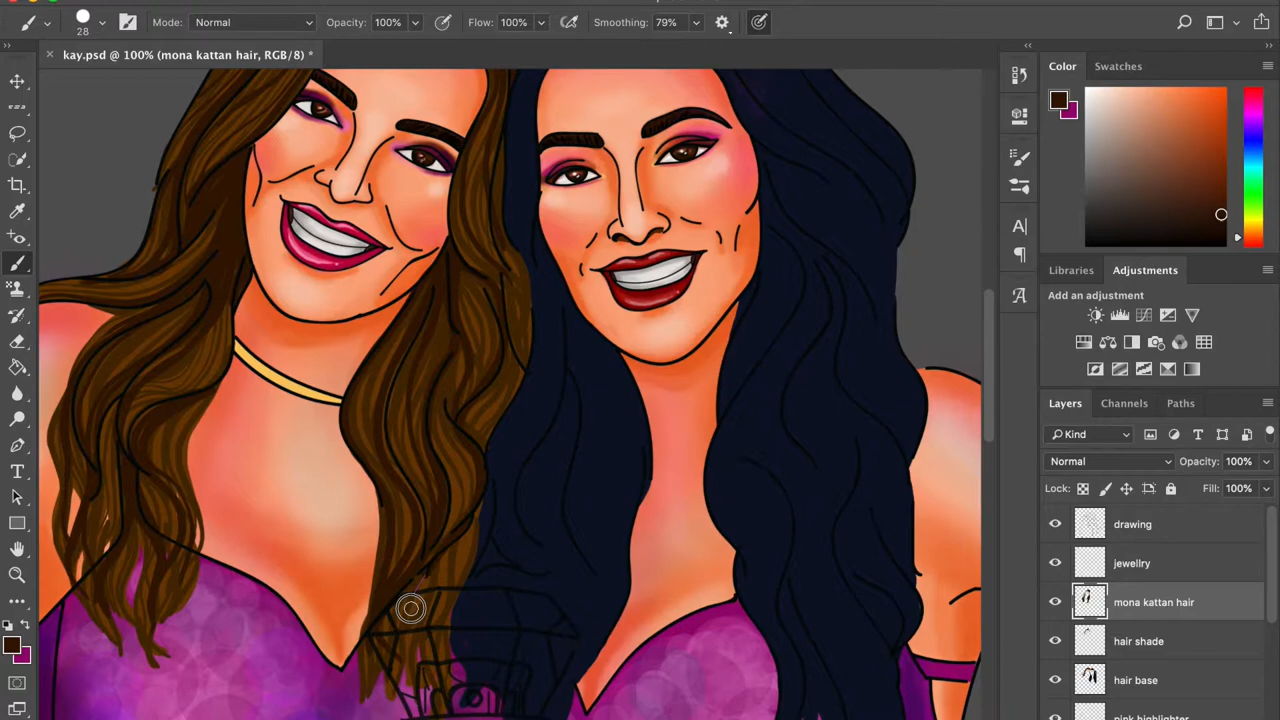 28 Mode: Normal Opacity: 100% Flow: 100% Smoothing: 79%
kay.psd @ 100% (mona kattan hair, RGB/8) *
Color Swatches
Libraries Adjustments
Add an adjustment
Layers Channels Paths
Kind
Normal Opacity: 100%
Lock: Fill: 100%
drawing
jewellry
mona kattan hair
hair shade
hair base
pink highlighter